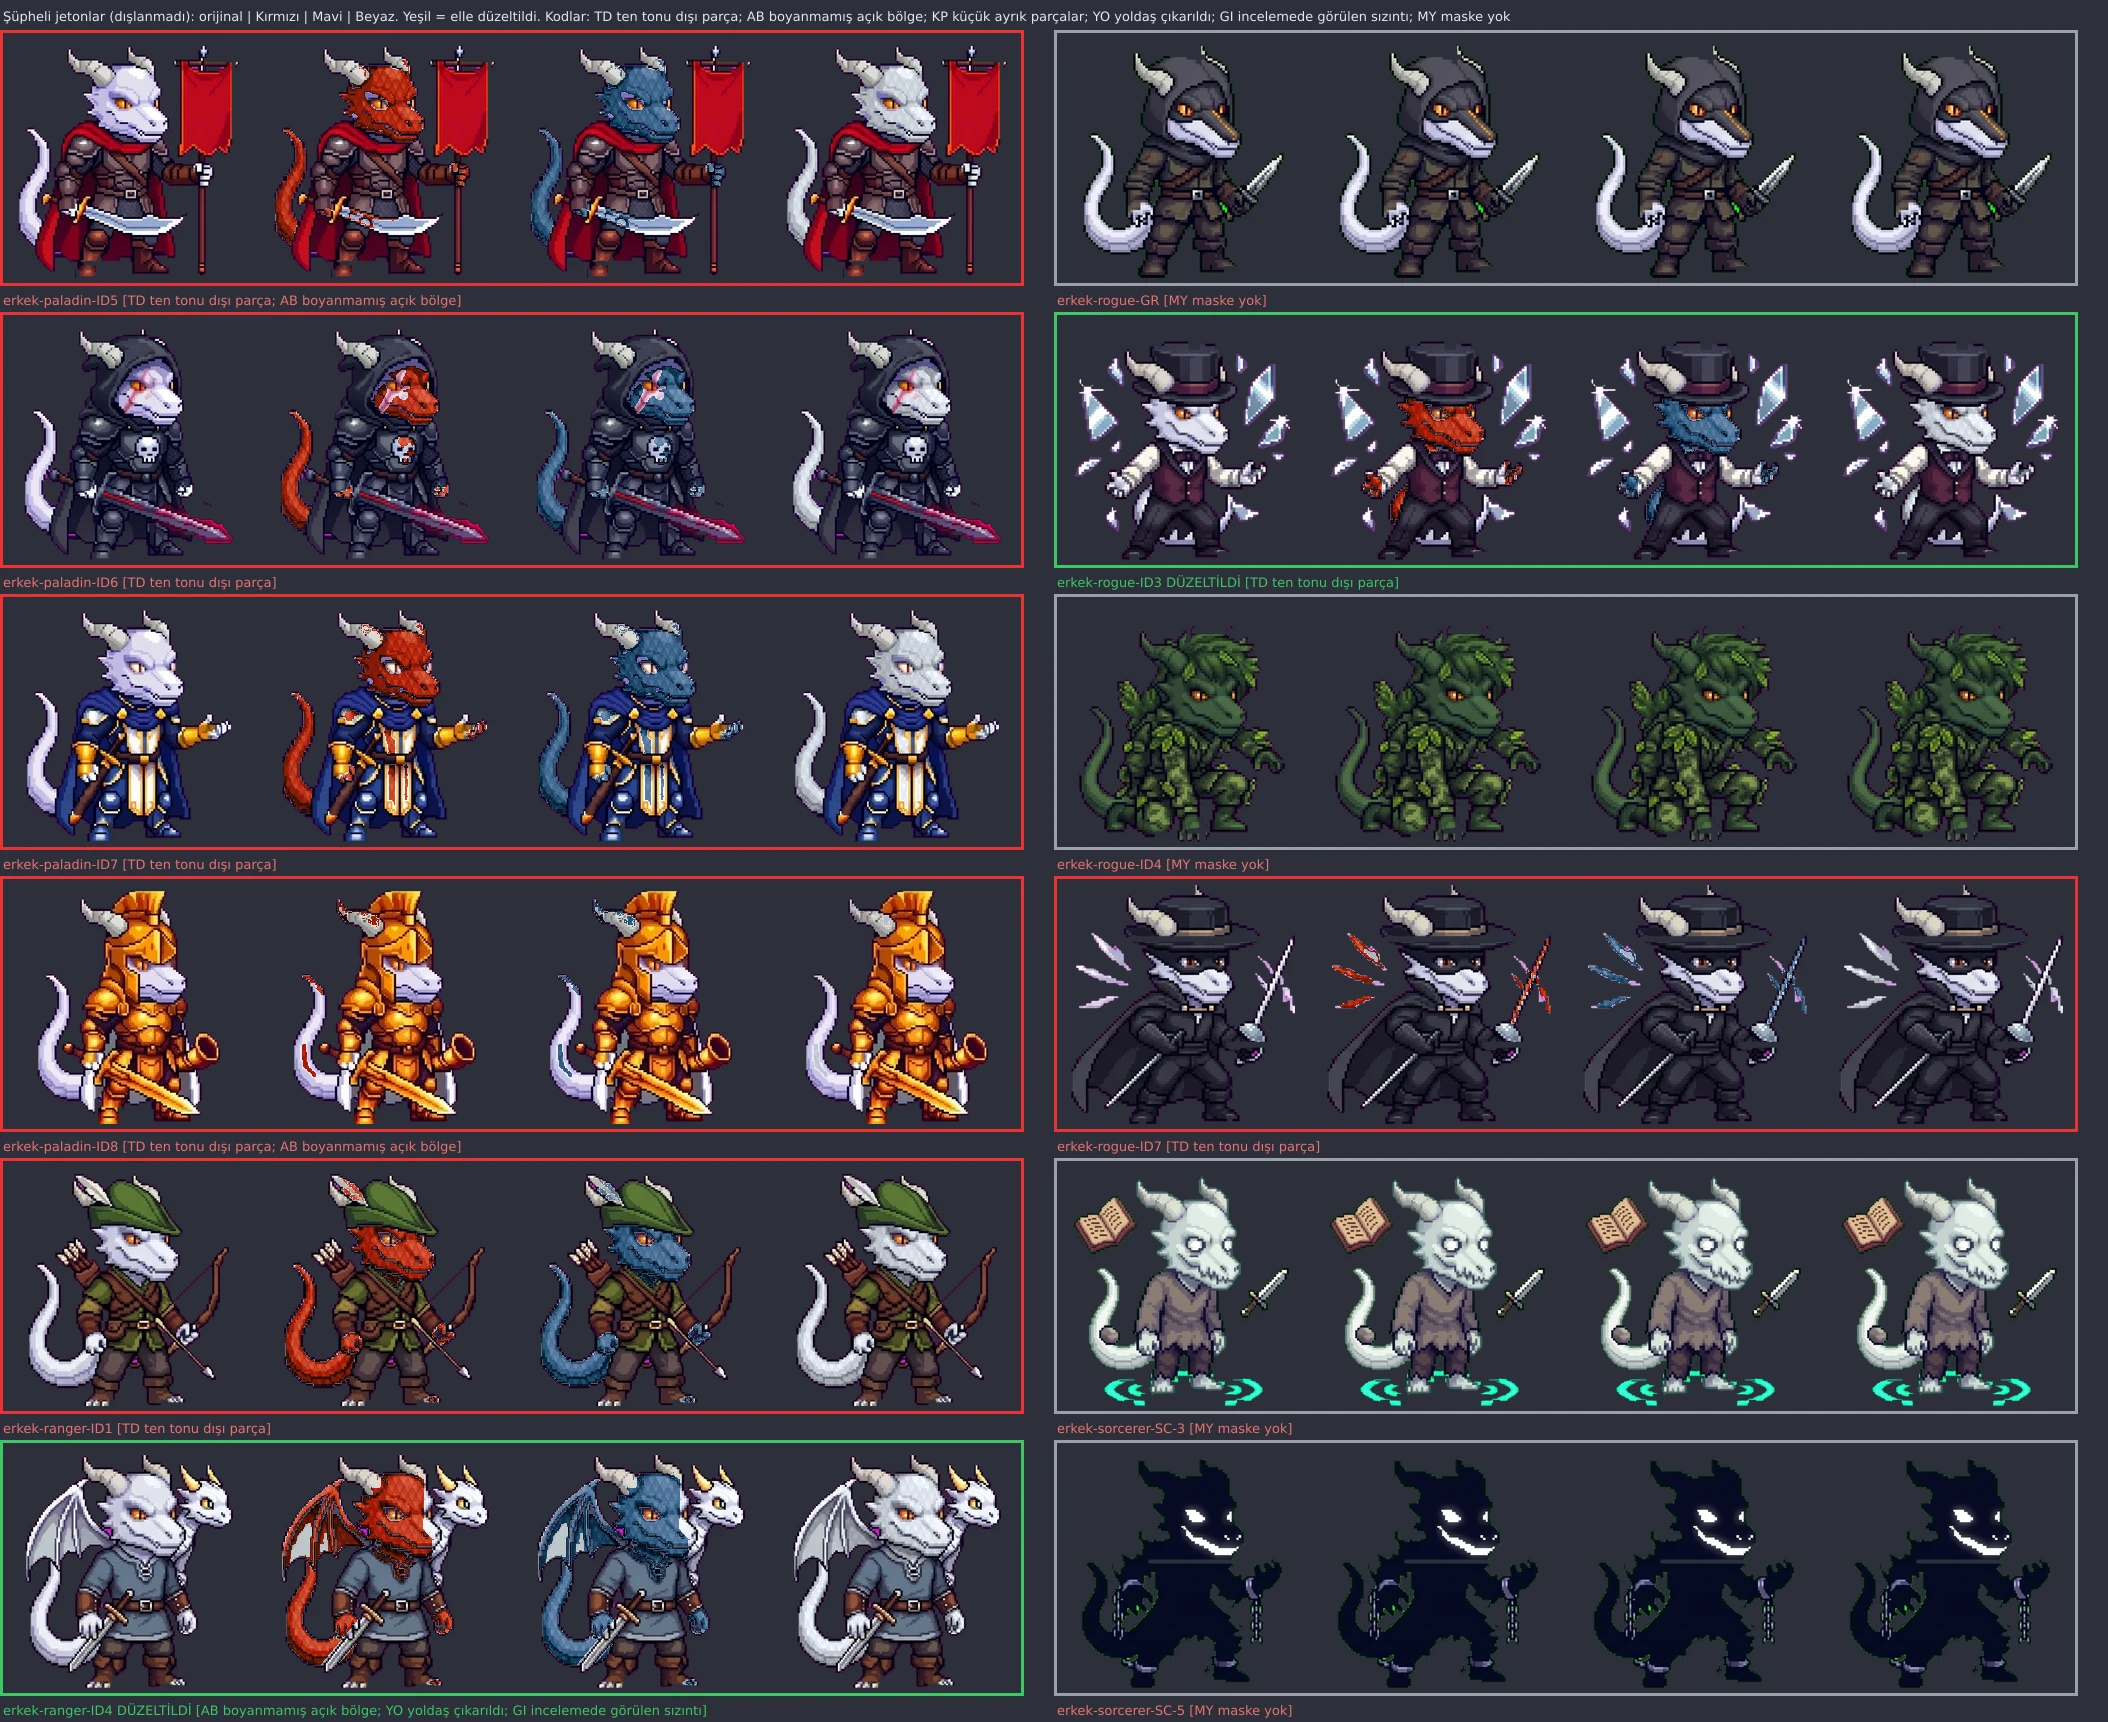 Şüpheli jetonlar (dışlanmadı): orijinal | Kırmızı | Mavi | Beyaz. Yeşil = elle düzeltildi. Kodlar: TD ten tonu dışı parça; AB boyanmamış açık bölge; KP küçük ayrık parçalar; YO yoldaş çıkarıldı; GI incelemede görülen sızıntı; MY maske yok
erkek-paladin-ID5 [TD ten tonu dışı parça; AB boyanmamış açık bölge]
erkek-rogue-GR [MY maske yok]
erkek-paladin-ID6 [TD ten tonu dışı parça]
erkek-rogue-ID3 DÜZELTİLDİ [TD ten tonu dışı parça]
erkek-paladin-ID7 [TD ten tonu dışı parça]
erkek-rogue-ID4 [MY maske yok]
erkek-paladin-ID8 [TD ten tonu dışı parça; AB boyanmamış açık bölge]
erkek-rogue-ID7 [TD ten tonu dışı parça]
erkek-ranger-ID1 [TD ten tonu dışı parça]
erkek-sorcerer-SC-3 [MY maske yok]
erkek-ranger-ID4 DÜZELTİLDİ [AB boyanmamış açık bölge; YO yoldaş çıkarıldı; GI incelemede görülen sızıntı]
erkek-sorcerer-SC-5 [MY maske yok]